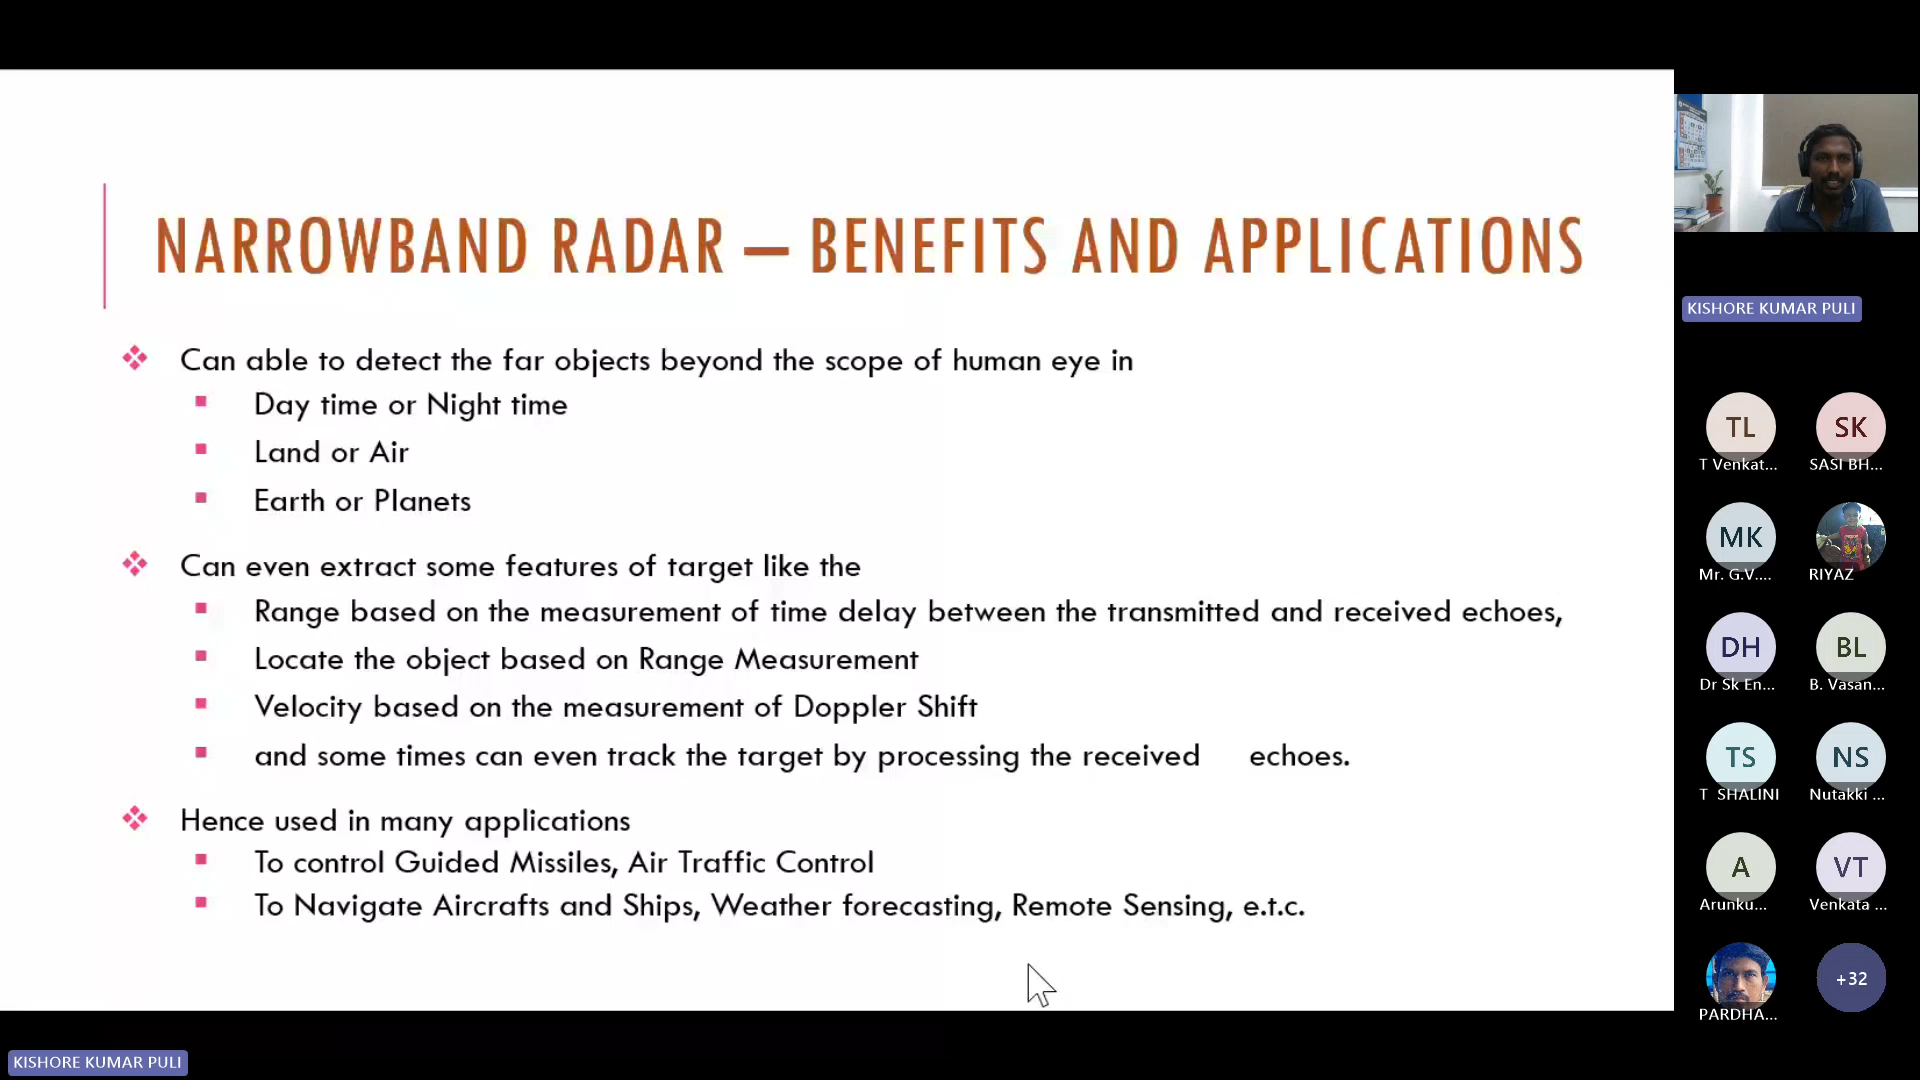 NARROWBAND RADAR – BENEFITS AND APPLICATIONS
Can able to detect the far objects beyond the scope of human eye in
Day time or Night time
Land or Air
Earth or Planets
Can even extract some features of target like the
Range based on the measurement of time delay between the transmitted and received echoes,
Locate the object based on Range Measurement
Velocity based on the measurement of Doppler Shift
and some times can even track the target by processing the received echoes.
Hence used in many applications
To control Guided Missiles, Air Traffic Control
To Navigate Aircrafts and Ships, Weather forecasting, Remote Sensing, e.t.c.
KISHORE KUMAR PULI
KISHORE KUMAR PULI
TL SK
T Venkat... SASI BH...
MK
Mr. G.V.... RIYAZ
DH BL
Dr Sk En... B. Vasan...
TS NS
T SHALINI Nutakki ...
A VT
Arunku... Venkata ...
+32
PARDHA...